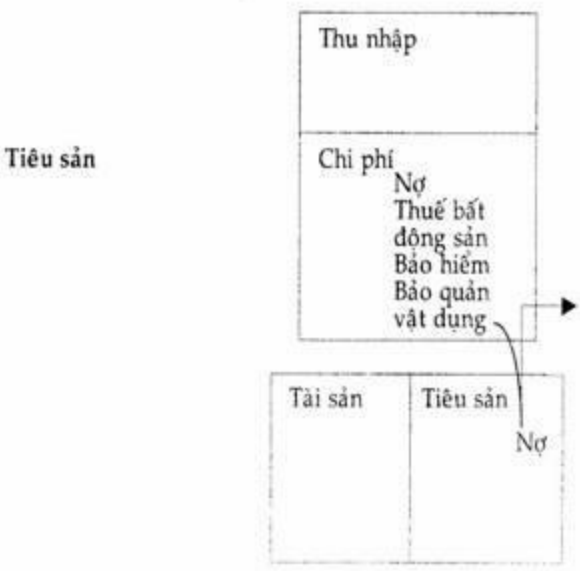 Thu nhập
Tiêu sản
Chi phí
Nợ
Thuế bất
động sản
Bảo hiểm
Bảo quản
vật dụng
Tài sản
Tiêu sản
Nợ